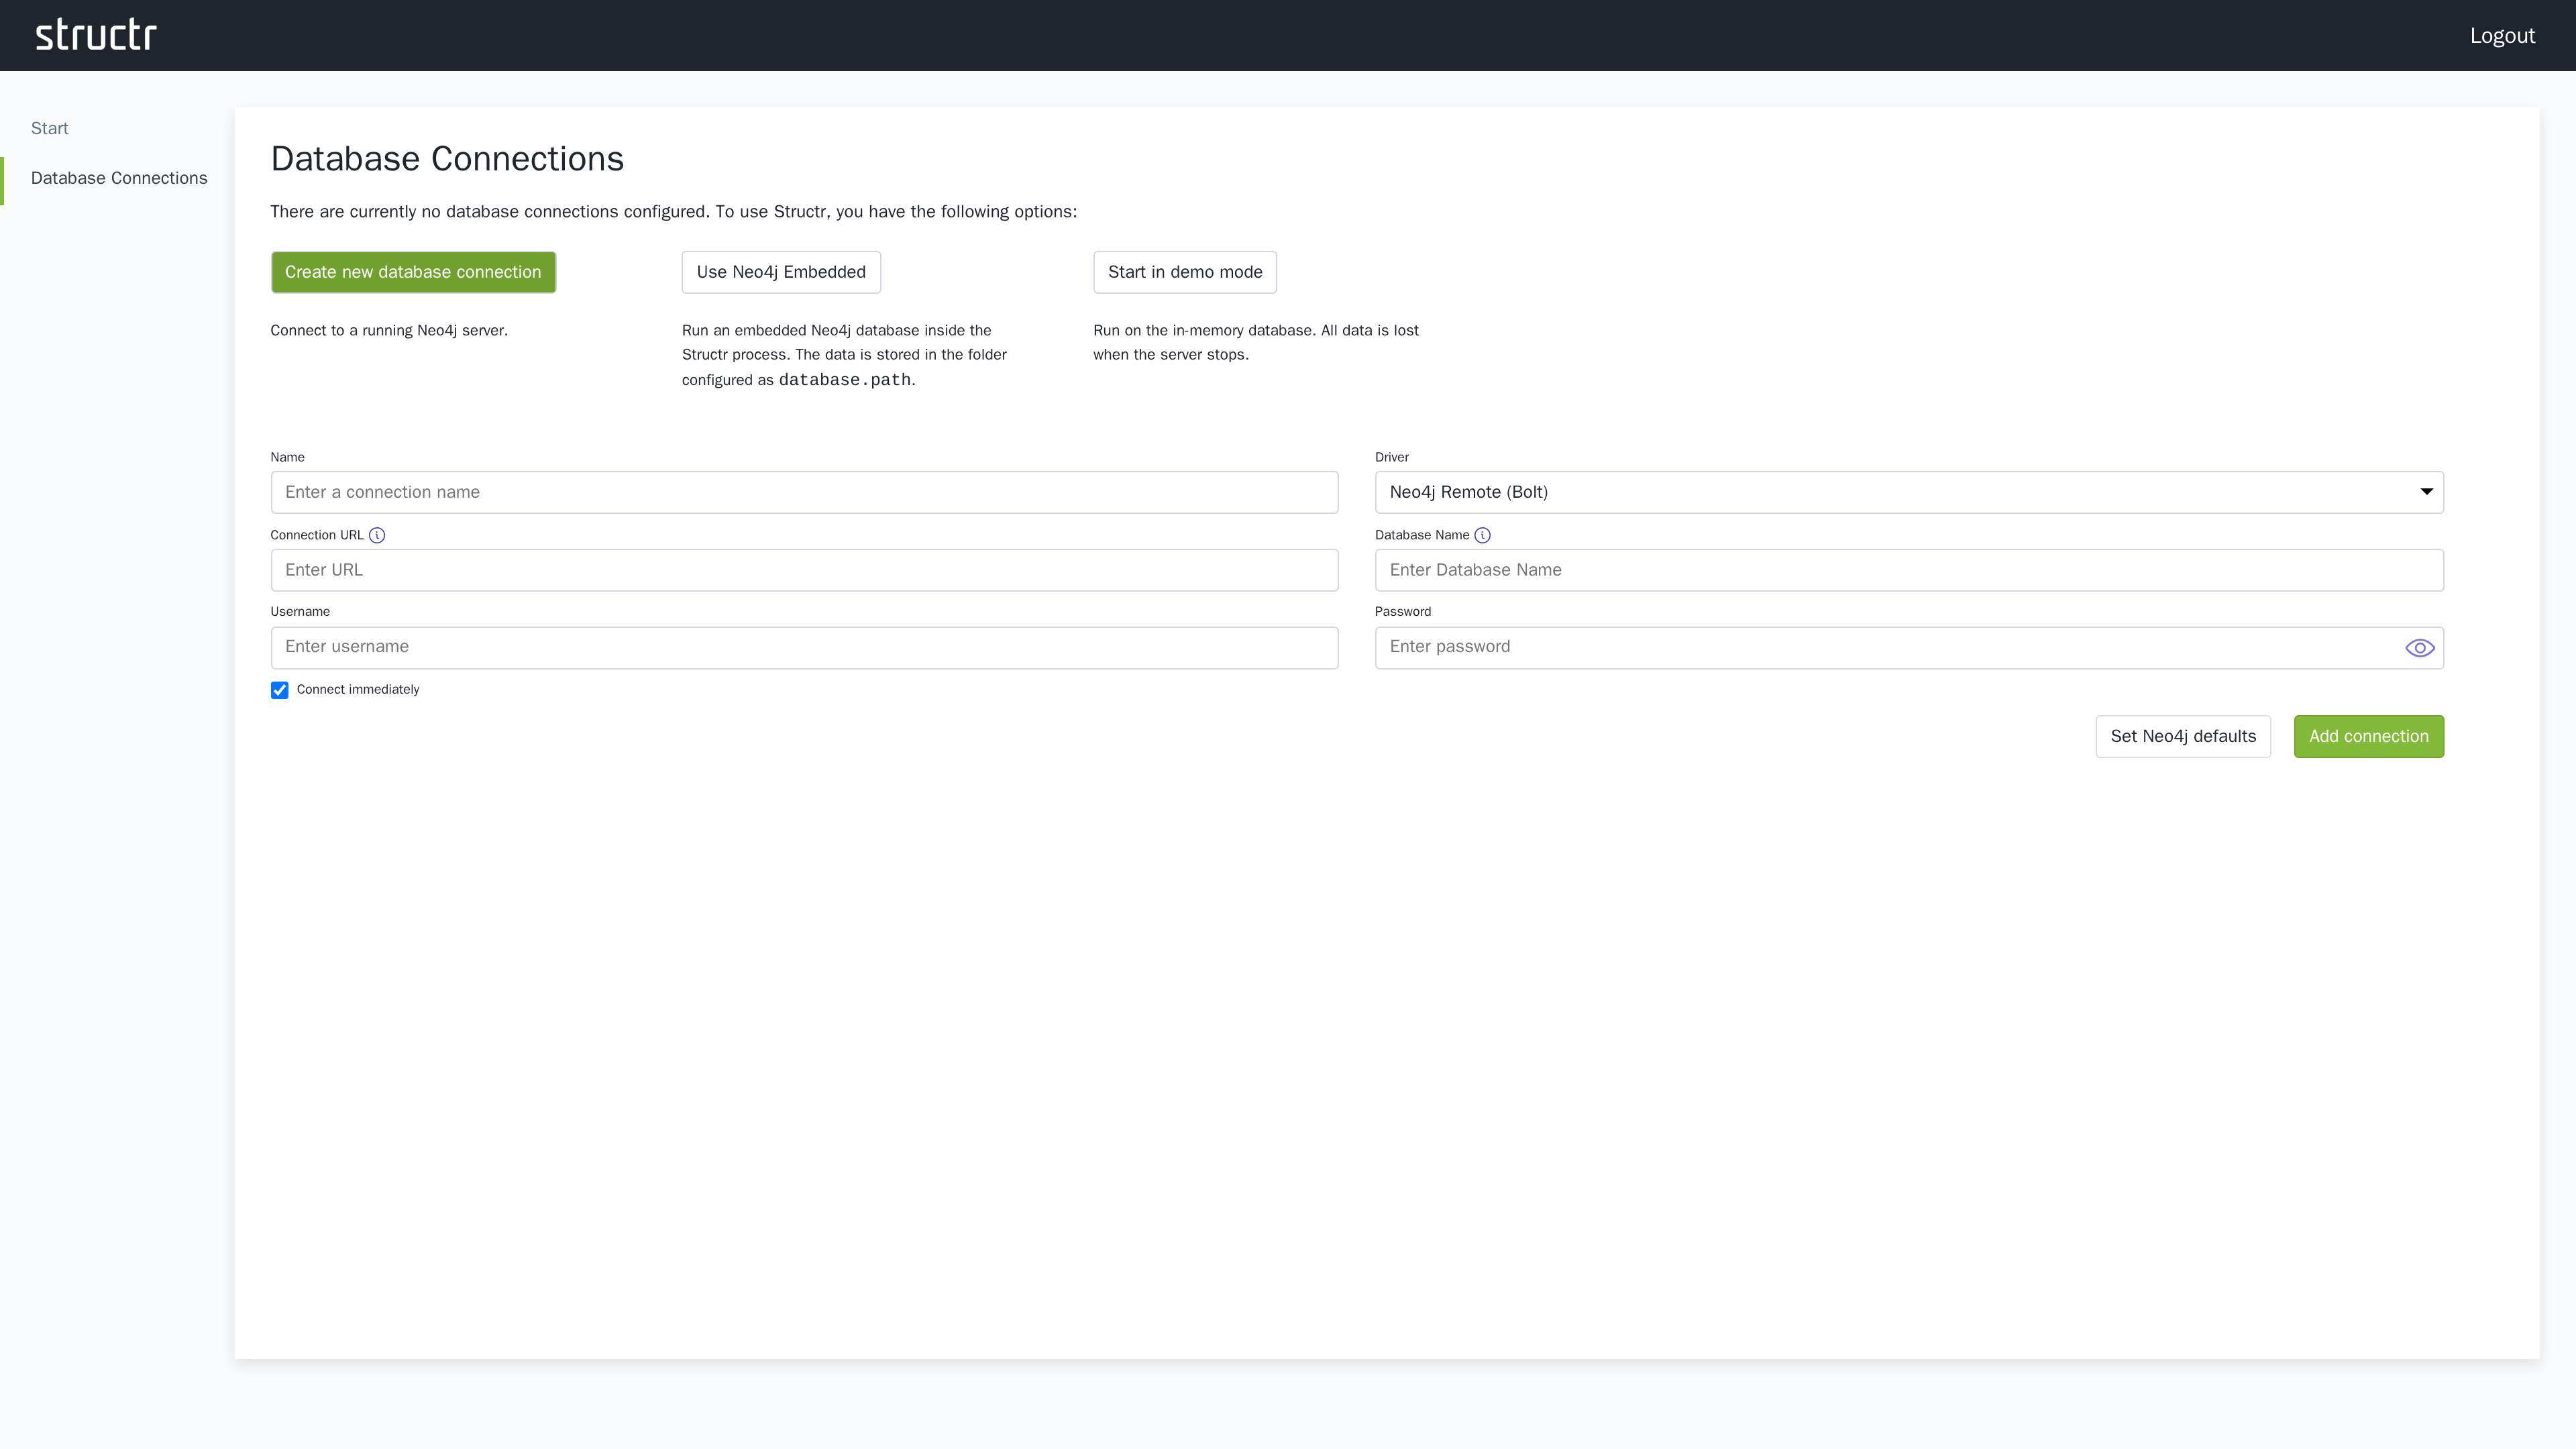 structr
Logout
Start
Database Connections
Database Connections
There are currently no database connections configured. To use Structr, you have the following options:
Create new database connection
Use Neo4j Embedded
Start in demo mode
Connect to a running Neo4j server.
Run an embedded Neo4j database inside the
Structr process. The data is stored in the folder
configured as database.path.
Run on the in-memory database. All data is lost
when the server stops.
Name
Driver
Enter a connection name
Neo4j Remote (Bolt)
Connection URL
Database Name
Enter URL
Enter Database Name
Username
Password
Enter username
Enter password
Connect immediately
Set Neo4j defaults
Add connection